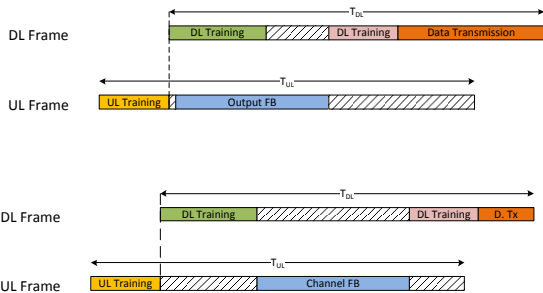 T_DL
DL Frame DL Training DL Training Data Transmission
T_UL
UL Frame UL Training Output FB
T_DL
DL Frame DL Training DL Training D. Tx
T_UL
UL Frame UL Training Channel FB